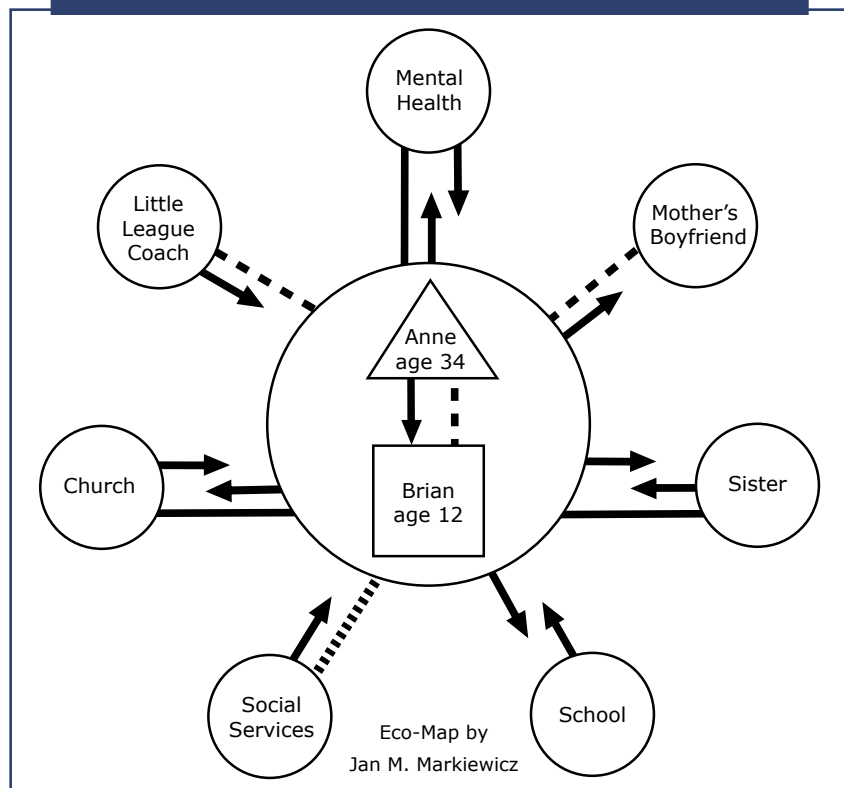 Mental
Health
Little
League
Coach
Mother's
Boyfriend
Anne
age 34
Church
Brian
age 12
Sister
Social
Services
School
Eco-Map by
Jan M. Markiewicz